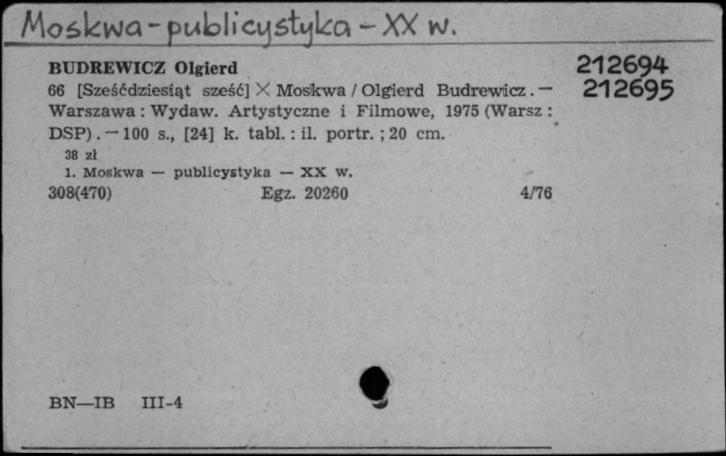 Moskwa - publicystyka - XX w.
BUDREWICZ Olgierd
212694
66 [Sześćdziesiąt sześć] X Moskwa / Olgierd Budrewicz. —
212695
Warszawa : Wydaw. Artystyczne i Filmowe, 1975 (Warsz :
DSP). — 100 s., [24] k. tabl. : il. portr. ; 20 cm.
38 zł
1. Moskwa — publicystyka — XX w.
308(470) Egz. 20260 4/76
BN—IB III-4